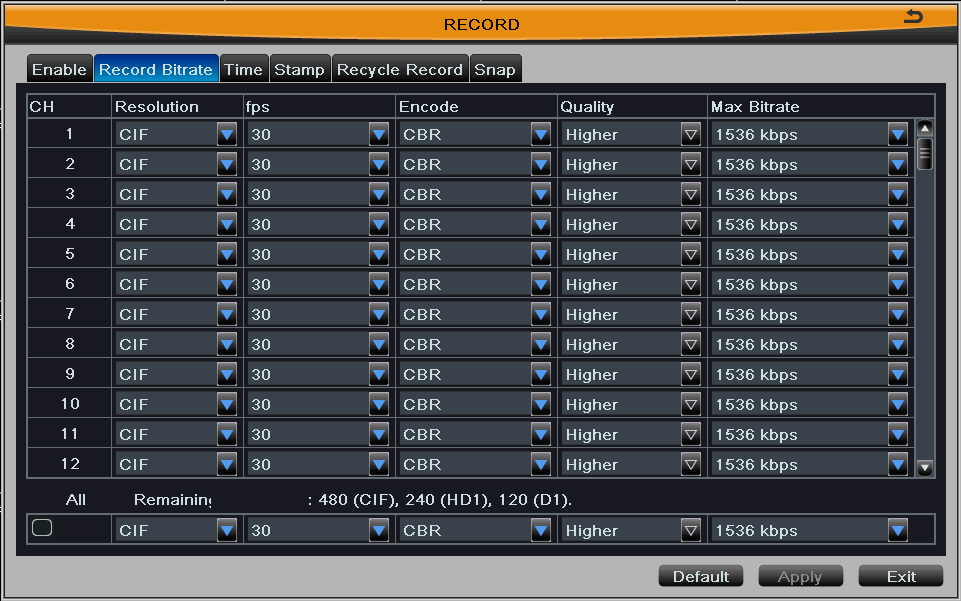 RECORD
Enable Record Bitrate Time Stamp Recycle Record Snap
CH Resolution fps Encode Quality Max Bitrate
1 CIF 30 CBR Higher 1536 kbps
2 CIF 30 CBR Higher 1536 kbps
3 CIF 30 CBR Higher 1536 kbps
4 CIF 30 CBR Higher 1536 kbps
5 CIF 30 CBR Higher 1536 kbps
6 CIF 30 CBR Higher 1536 kbps
7 CIF 30 CBR Higher 1536 kbps
8 CIF 30 CBR Higher 1536 kbps
9 CIF 30 CBR Higher 1536 kbps
10 CIF 30 CBR Higher 1536 kbps
11 CIF 30 CBR Higher 1536 kbps
12 CIF 30 CBR Higher 1536 kbps
All : 480 (CIF), 240 (HD1), 120 (D1).
CIF 30 CBR Higher 1536 kbps
Default Apply Exit